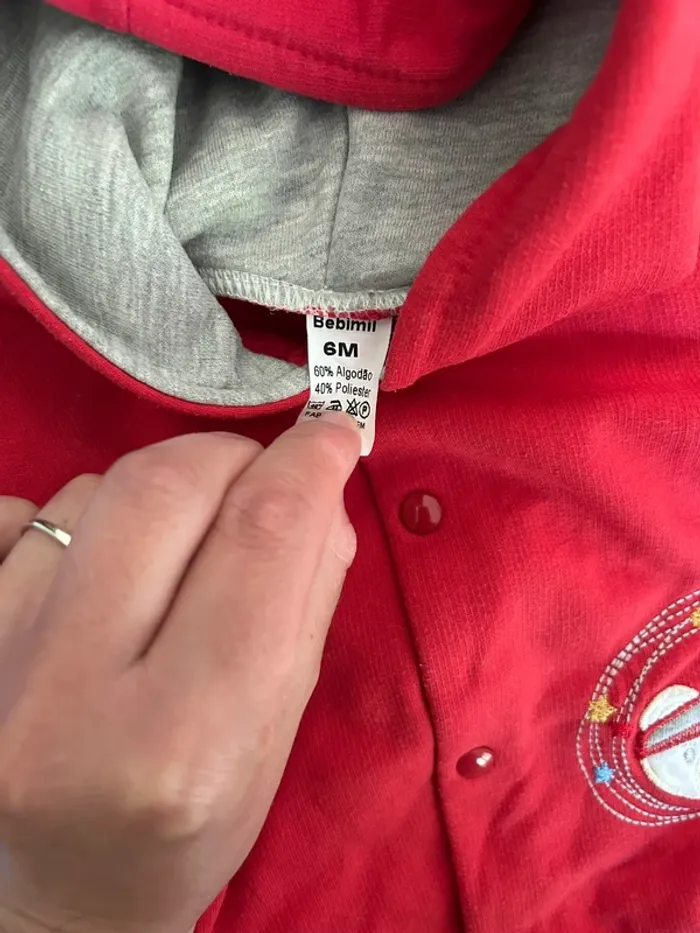 Bebimil
6M
60% Algodão
40% Poliester